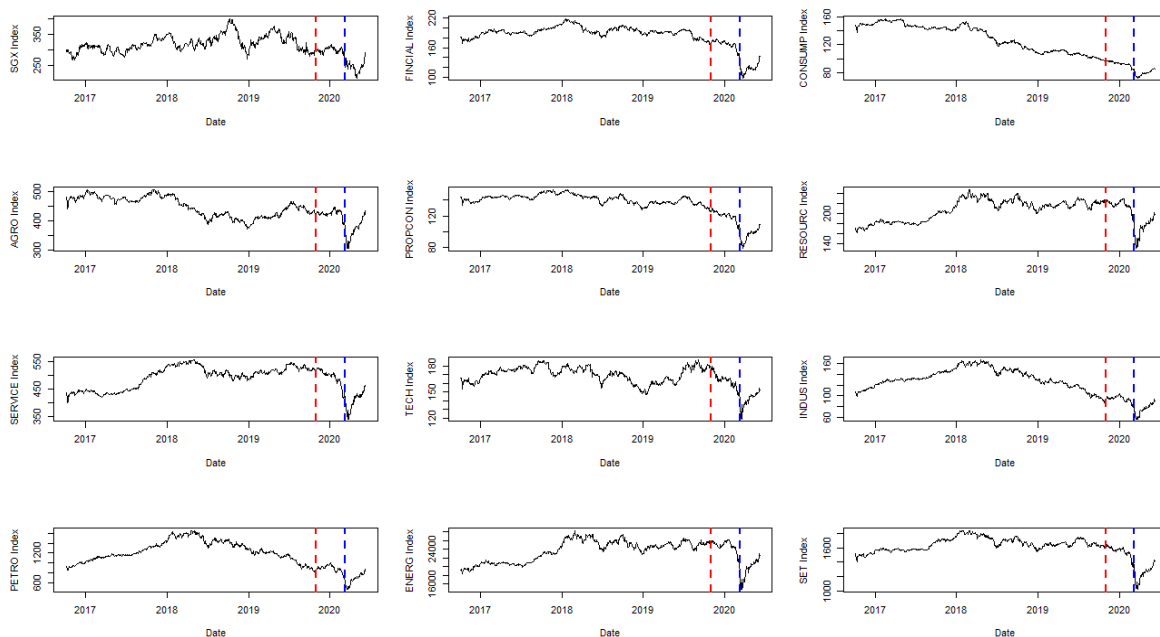 SGX Index
250 350
2017 2018 2019 2020
Date
FINCIAL Index
100 160 220
2017 2018 2019 2020
Date
CONSUMP Index
80 120 160
2017 2018 2019 2020
Date
AGRO Index
300 400 500
2017 2018 2019 2020
Date
PROPCON Index
80 120
2017 2018 2019 2020
Date
RESOURC Index
140 200
2017 2018 2019 2020
Date
SERVICE Index
350 450 550
2017 2018 2019 2020
Date
TECH Index
120 150 180
2017 2018 2019 2020
Date
INDUS Index
60 100 160
2017 2018 2019 2020
Date
PETRO Index
600 1200
2017 2018 2019 2020
Date
ENERG Index
16000 24000
2017 2018 2019 2020
Date
SET Index
1000 1600
2017 2018 2019 2020
Date